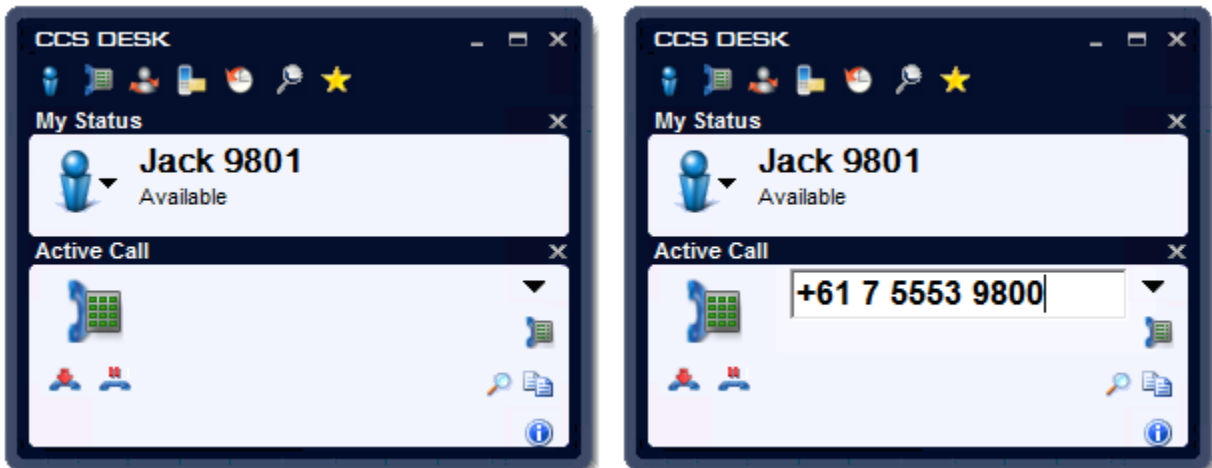 CCS DESK
My Status
Jack 9801
Available
Active Call
CCS DESK
My Status
Jack 9801
Available
Active Call
+61 7 5553 9800